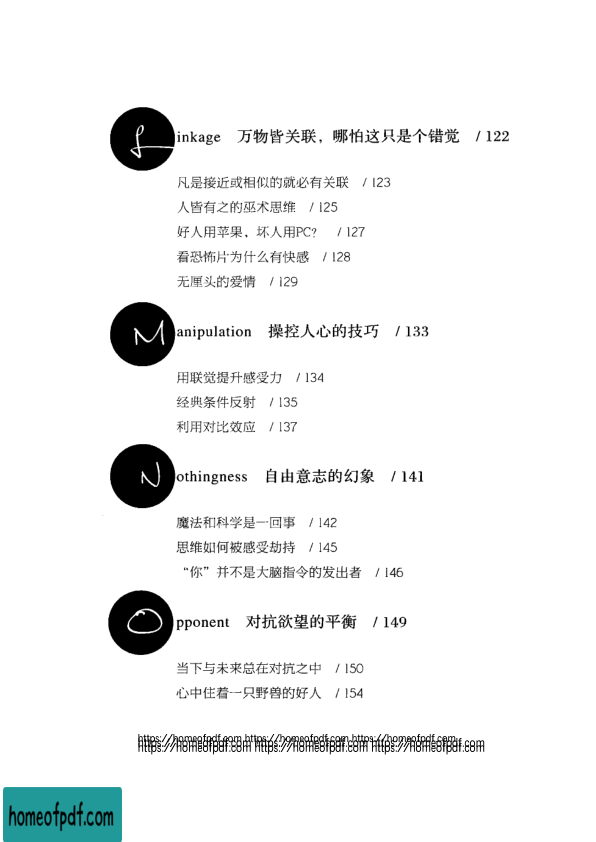 Linkage 万物皆关联，哪怕这只是个错觉 / 122
凡是接近或相似的就必有关联 / 123
人皆有之的巫术思维 / 125
好人用苹果，坏人用PC？ / 127
看恐怖片为什么有快感 / 128
无厘头的爱情 / 129
Manipulation 操控人心的技巧 / 133
用联觉提升感受力 / 134
经典条件反射 / 135
利用对比效应 / 137
Nothingness 自由意志的幻象 / 141
魔法和科学是一回事 / 142
思维如何被感受劫持 / 145
“你”并不是大脑指令的发出者 / 146
Opponent 对抗欲望的平衡 / 149
当下与未来总在对抗之中 / 150
心中住着一只野兽的好人 / 154
https://homeofpdf.com https://homeofpdf.com https://homeofpdf.com
https://homeofpdf.com https://homeofpdf.com https://homeofpdf.com
homeofpdf.com